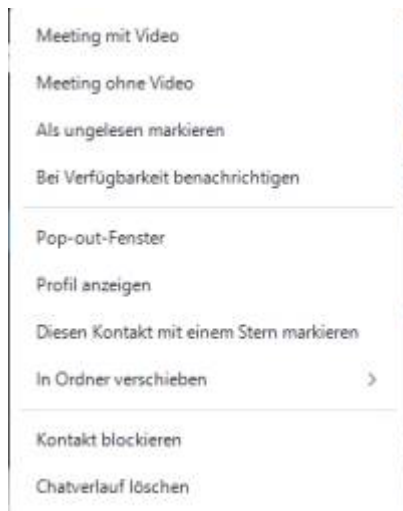 Meeting mit Video
Meeting ohne Video
Als ungelesen markieren
Bei Verfügbarkeit benachrichtigen
Pop-out-Fenster
Profil anzeigen
Diesen Kontakt mit einem Stern markieren
In Ordner verschieben
Kontakt blockieren
Chatverlauf löschen